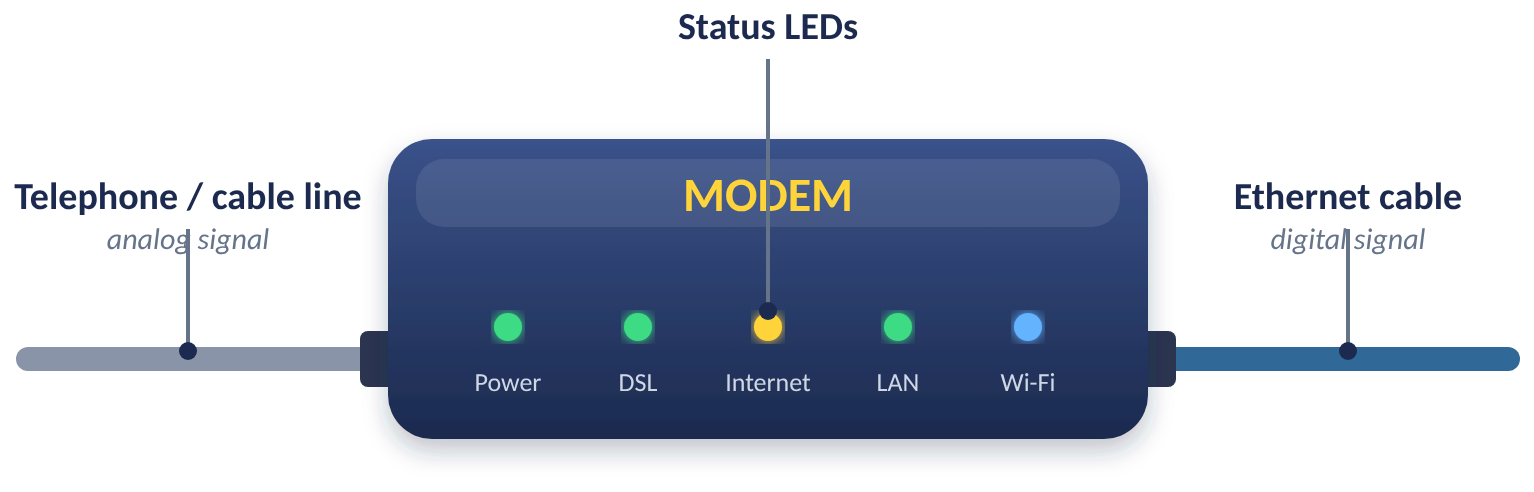 Status LEDs
MODEM
Telephone / cable line
analog signal
Ethernet cable
digital signal
Power
DSL
Internet
LAN
Wi-Fi